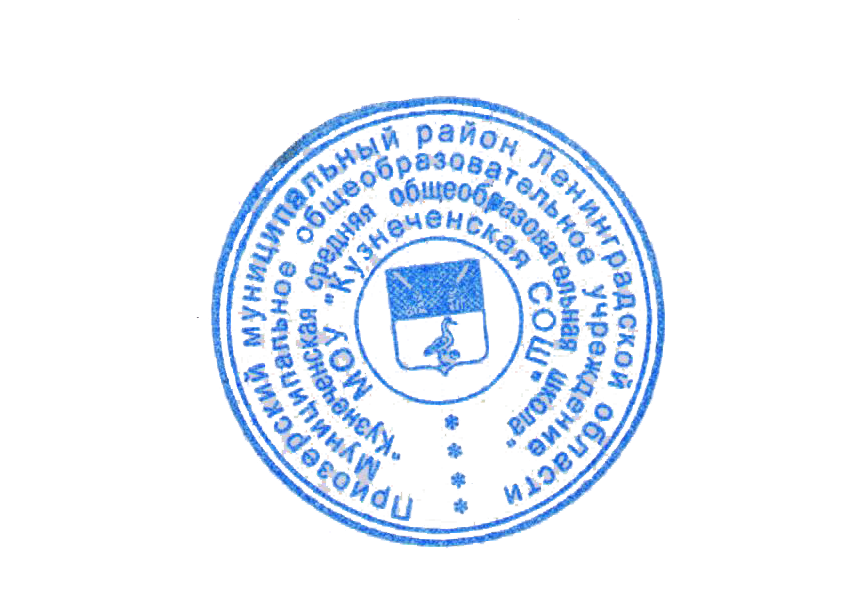 Приозерский муниципальный район Ленинградской области
Муниципальное общеобразовательное учреждение
"Кузнеченская средняя общеобразовательная школа"
МОУ "Кузнеченская СОШ"
* * * *